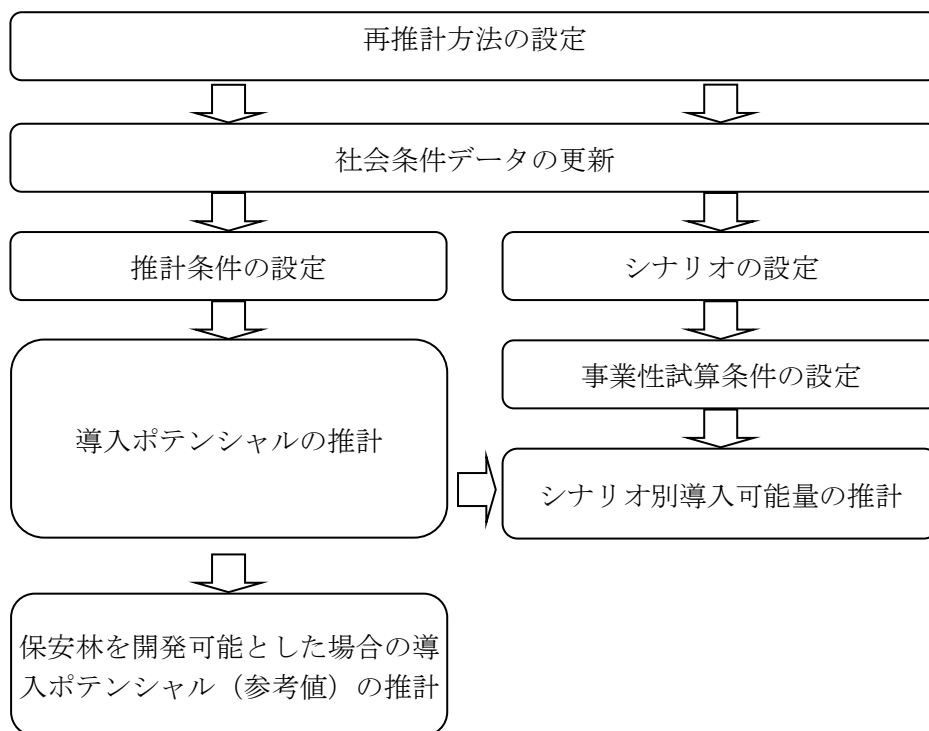 再推計方法の設定
社会条件データの更新
推計条件の設定
シナリオの設定
事業性試算条件の設定
導入ポテンシャルの推計
シナリオ別導入可能量の推計
保安林を開発可能とした場合の導
入ポテンシャル（参考値）の推計